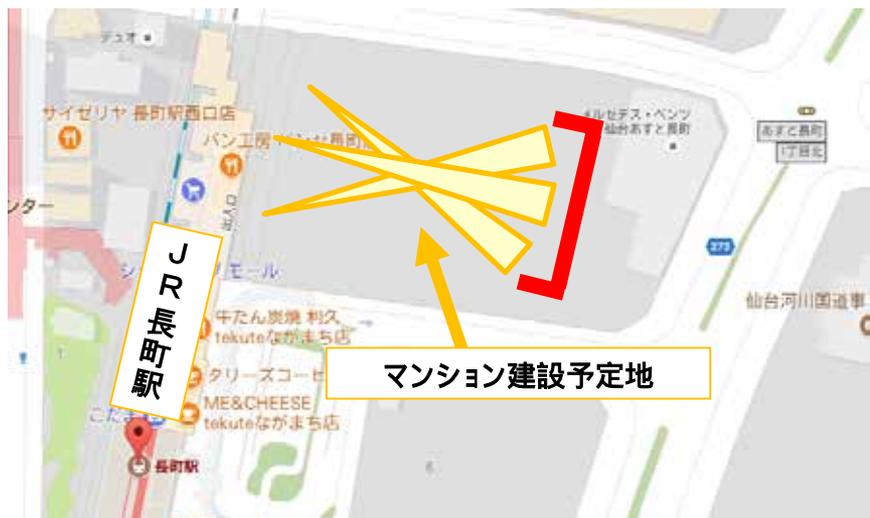 デュオ
サイゼリヤ 長町駅西口店
メルセデス・ベンツ
仙台あすと長町
あすと長町
1丁目北
パン工房
ンター
JR長町駅
モール
273
仙台河川国道事
牛たん炭焼 利久
tekuteながまち店
マンション建設予定地
タリーズコーヒ
ME&CHEESE
tekuteながまち店
長町駅